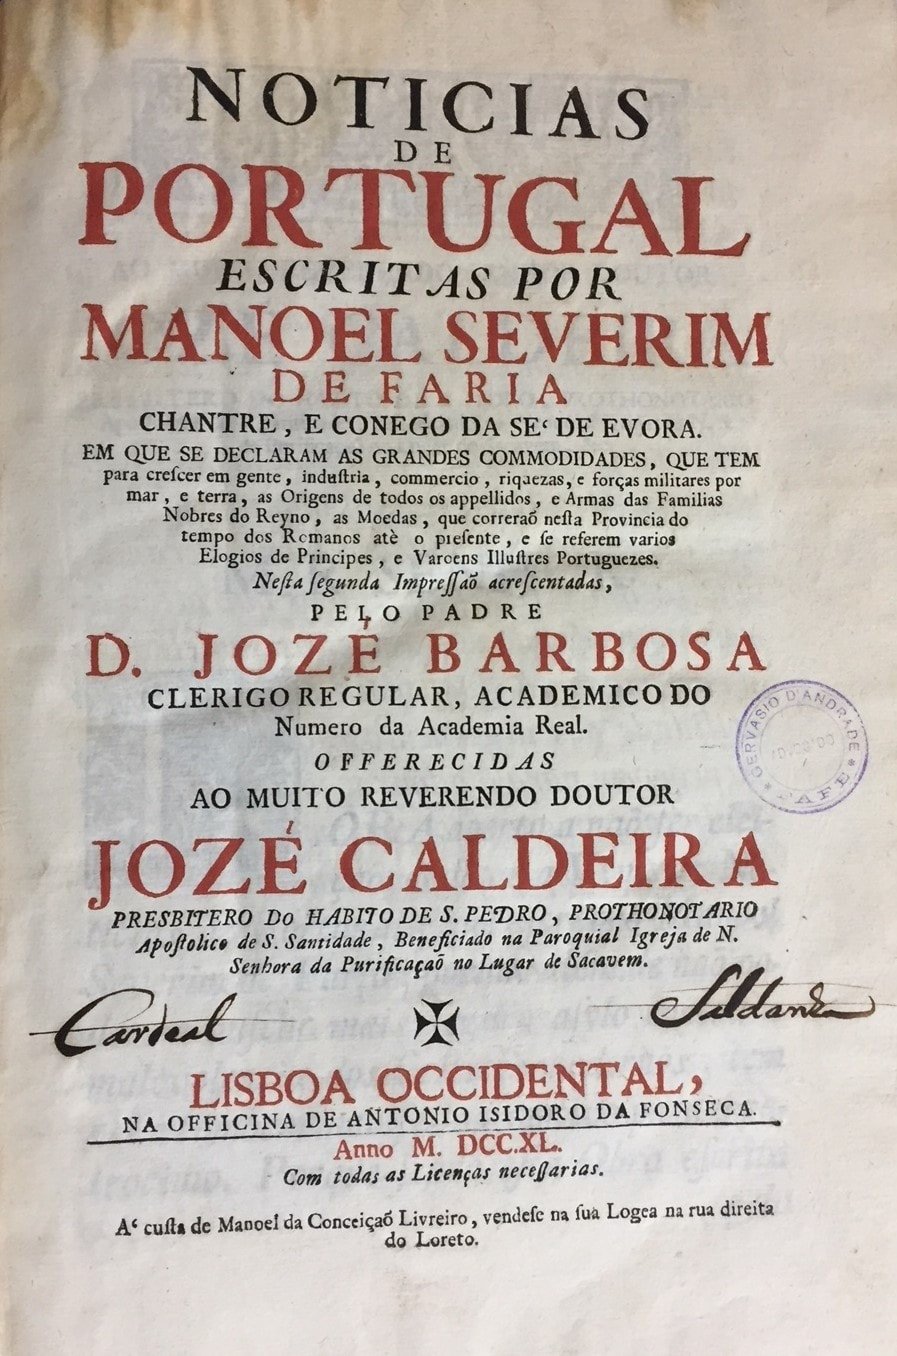 NOTICIAS
DE
PORTUGAL
ESCRITAS POR
MANOEL SEVERIM
DE FARIA
CHANTRE, E CONEGO DA SE' DE EVORA.
EM QUE SE DECLARAM AS GRANDES COMMODIDADES, QUE TEM
para creſcer em gente, induſtria, commercio, riquezas, e forças militares por
mar, e terra, as Origens de todos os appellidos, e Armas das Familias
Nobres do Reyno, as Moedas, que correraõ neſta Provincia do
tempo dos Romanos atè o preſente, e ſe referem varios
Elogios de Principes, e Varoens Illuſtres Portuguezes.
Neſta ſegunda Impreſſaõ acreſcentadas,
PELO PADRE
D. JOZÉ BARBOSA
CLERIGO REGULAR, ACADEMICO DO
Numero da Academia Real.
OFFERECIDAS
AO MUITO REVERENDO DOUTOR
JOZÉ CALDEIRA
PRESBITERO DO HABITO DE S. PEDRO, PROTHONOTARIO
Apoſtolico de S. Santidade, Beneficiado na Paroquial Igreja de N.
Senhora da Purificaçaõ no Lugar de Sacavem.
GERVASIO D'ANDRADE
FAFE
Cardeal Saldanha
LISBOA OCCIDENTAL,
NA OFFICINA DE ANTONIO ISIDORO DA FONSECA.
Anno M. DCC.XL.
Com todas as Licenças neceſſarias.
A' cuſta de Manoel da Conceiçaõ Livreiro, vendeſe na ſua Logea na rua direita
do Loreto.